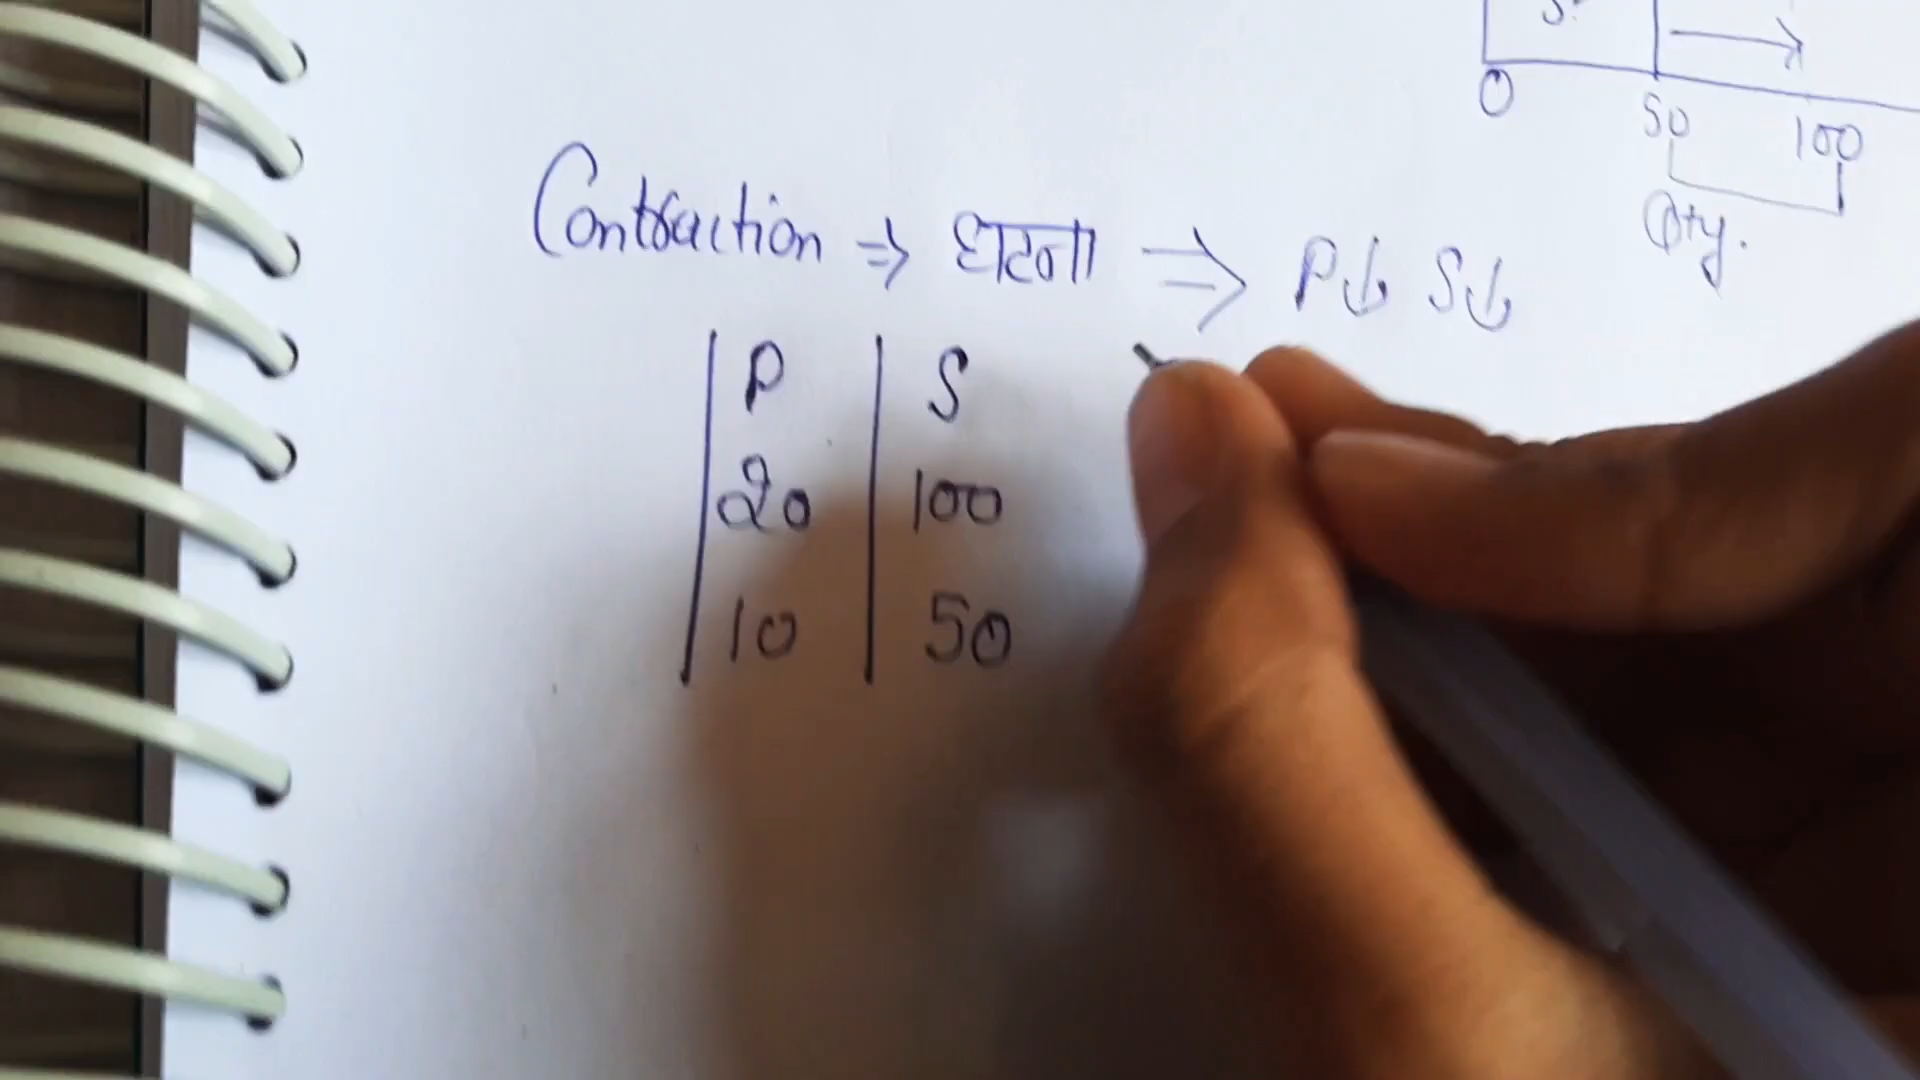 S.
0 50 100
Qty.
Contraction ⇒ घटना ⇒ P↓ S↓
P S
20 100
10 50